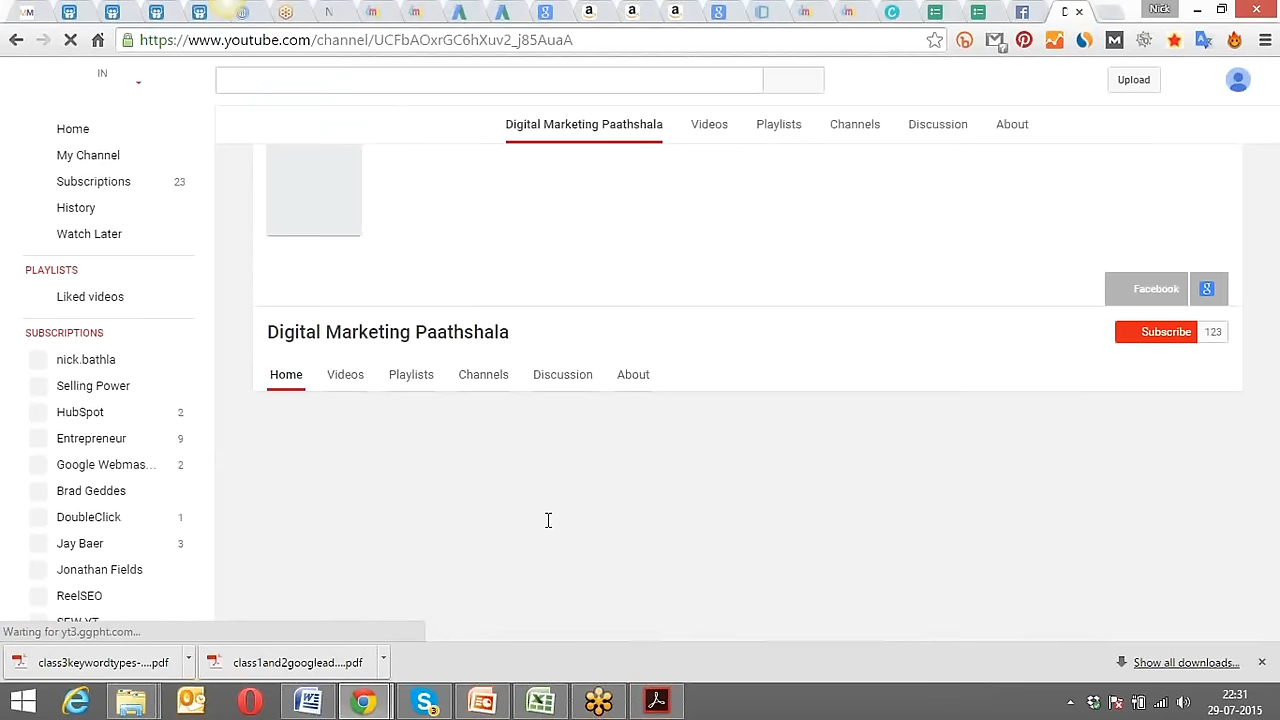 Nick
https://www.youtube.com/channel/UCFbAOxrGC6hXuv2_j85AuaA
IN
Upload
Digital Marketing Paathshala Videos Playlists Channels Discussion About
Home
My Channel
Subscriptions 23
History
Watch Later
PLAYLISTS
Liked videos
SUBSCRIPTIONS
nick.bathla
Selling Power
HubSpot 2
Entrepreneur 9
Google Webmas... 2
Brad Geddes
DoubleClick 1
Jay Baer 3
Jonathan Fields
ReelSEO
Facebook
Digital Marketing Paathshala
Subscribe 123
Home Videos Playlists Channels Discussion About
Waiting for yt3.ggpht.com...
class3keywordtypes-....pdf
class1and2googlead....pdf
Show all downloads...
22:31
29-07-2015